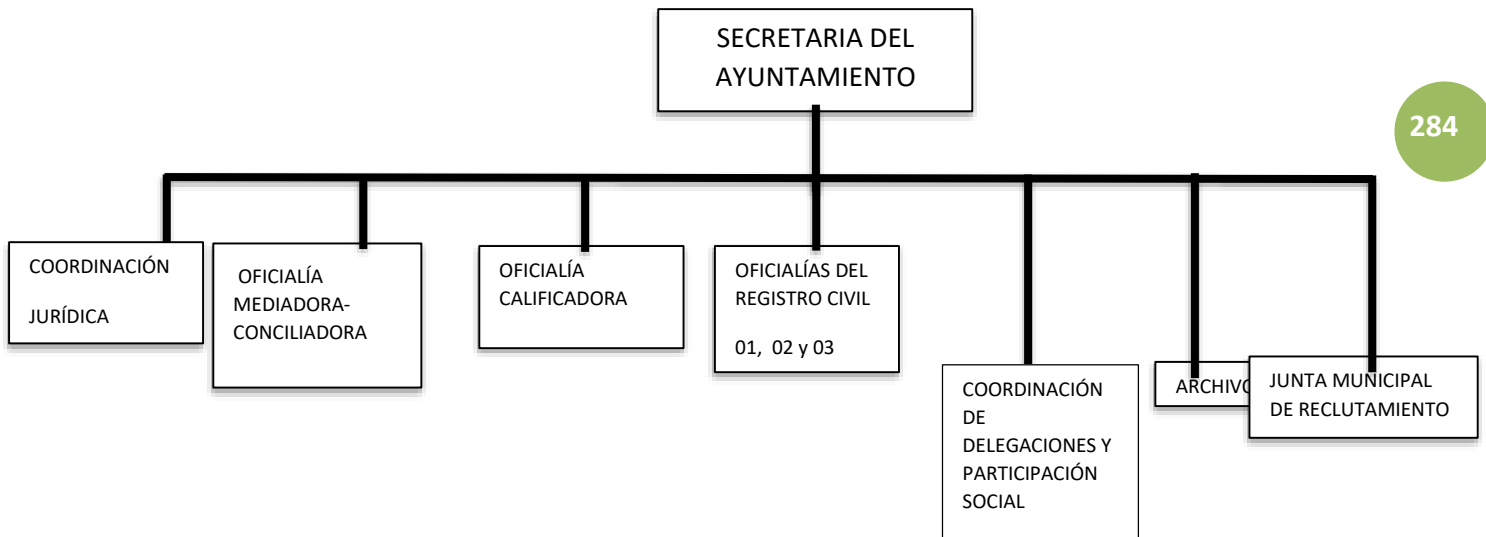 SECRETARIA DEL
AYUNTAMIENTO
284
COORDINACIÓN
JURÍDICA
OFICIALÍA
MEDIADORA-
CONCILIADORA
OFICIALÍA
CALIFICADORA
OFICIALÍAS DEL
REGISTRO CIVIL
01, 02 y 03
COORDINACIÓN
DE
DELEGACIONES Y
PARTICIPACIÓN
SOCIAL
ARCHIVO
JUNTA MUNICIPAL
DE RECLUTAMIENTO